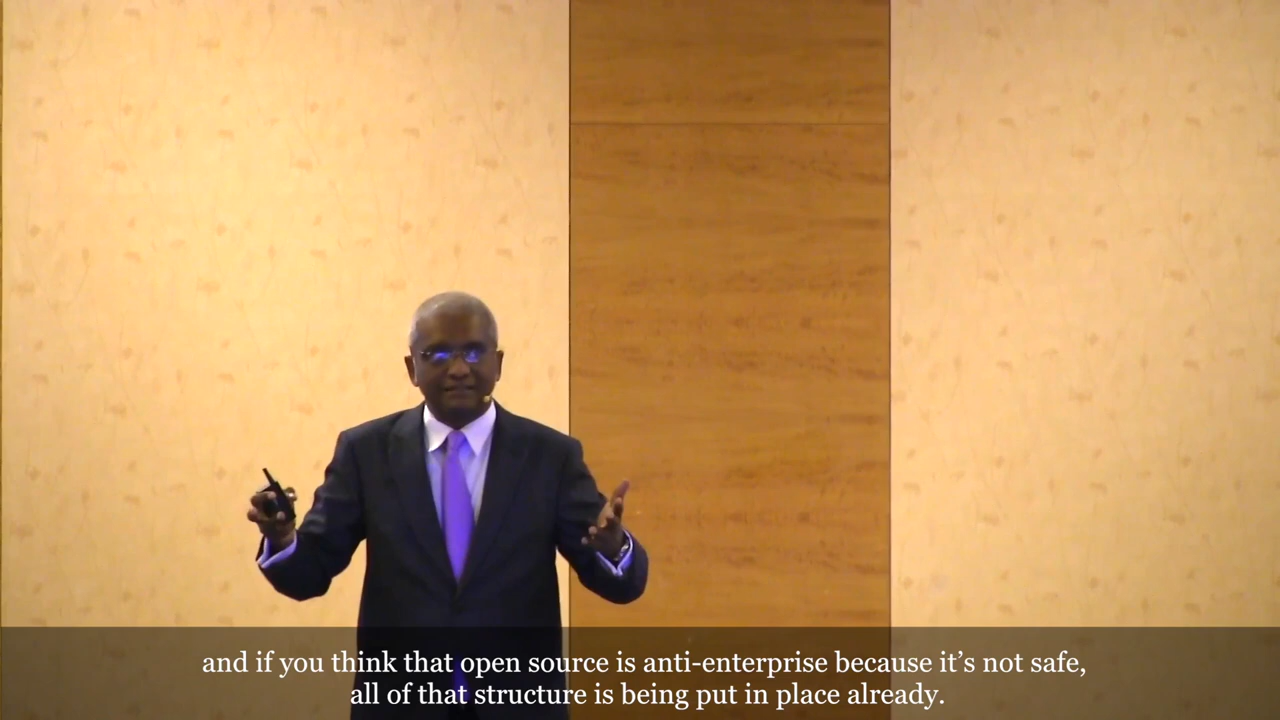 and if you think that open source is anti-enterprise because it’s not safe,
all of that structure is being put in place already.